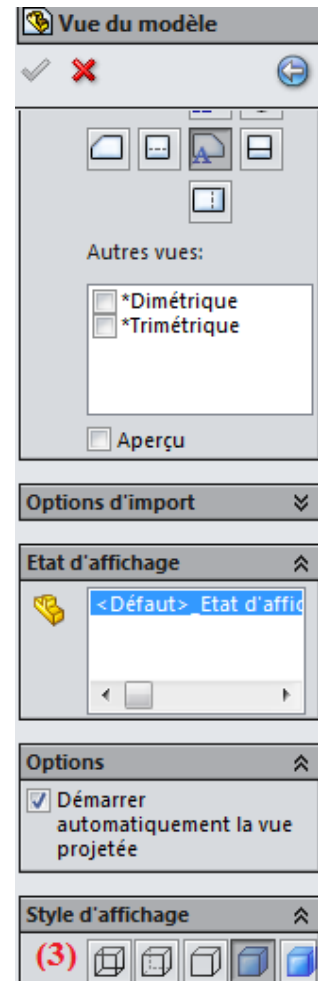 Vue du modèle
A
Autres vues:
*Dimétrique
*Trimétrique
Aperçu
Options d'import
Etat d'affichage
<Défaut>_Etat d'affic
Options
Démarrer
automatiquement la vue
projetée
Style d'affichage
(3)